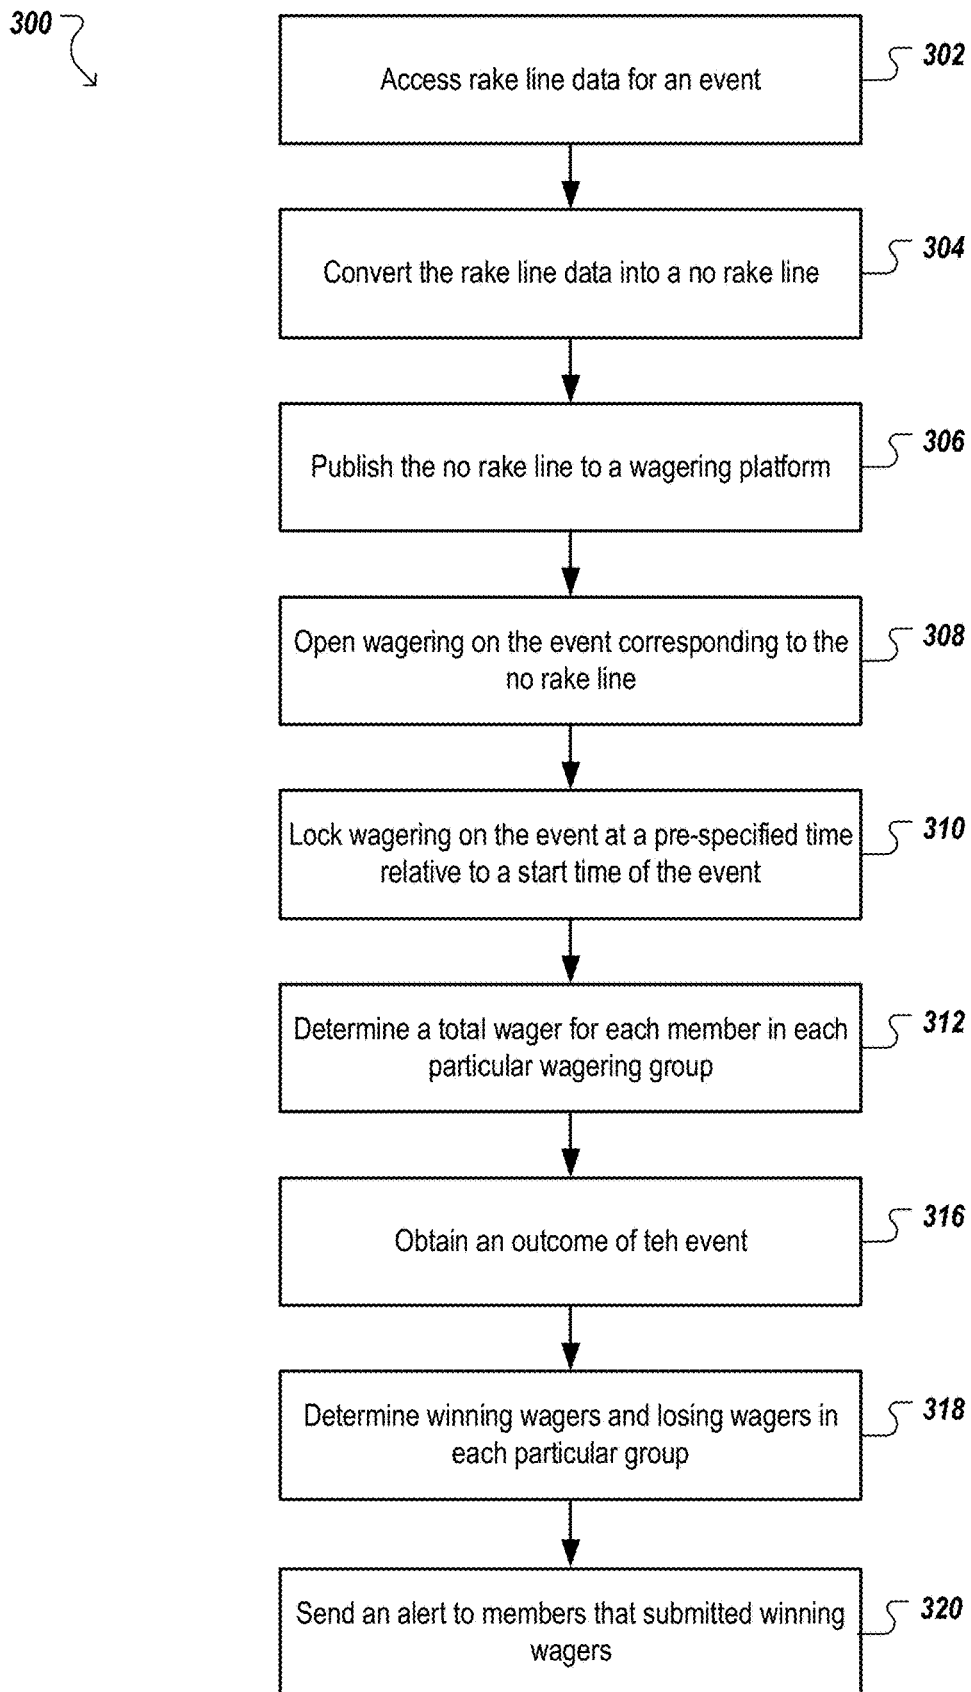 300
Access rake line data for an event
302
Convert the rake line data into a no rake line
304
Publish the no rake line to a wagering platform
306
Open wagering on the event corresponding to the
no rake line
308
Lock wagering on the event at a pre-specified time
relative to a start time of the event
310
Determine a total wager for each member in each
particular wagering group
312
Obtain an outcome of teh event
316
Determine winning wagers and losing wagers in
each particular group
318
Send an alert to members that submitted winning
wagers
320